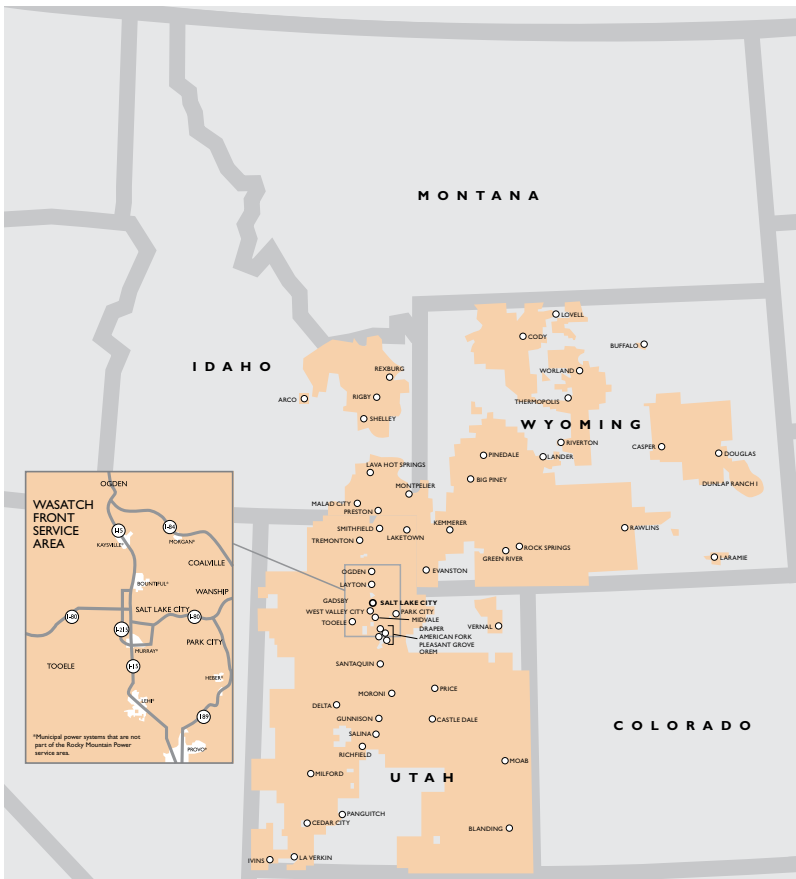 MONTANA
IDAHO
LOVELL
CODY
BUFFALO
REXBURG
WORLAND
ARCO
RIGBY
THERMOPOLIS
SHELLEY
WYOMING
RIVERTON
CASPER
DOUGLAS
PINEDALE
LANDER
LAVA HOT SPRINGS
BIG PINEY
DUNLAP RANCH I
MONTPELIER
MALAD CITY
PRESTON
SMITHFIELD
KEMMERER
RAWLINS
LAKETOWN
TREMONTON
ROCK SPRINGS
GREEN RIVER
LARAMIE
OGDEN
EVANSTON
LAYTON
GADSBY
SALT LAKE CITY
WEST VALLEY CITY
PARK CITY
TOOELE
MIDVALE
VERNAL
DRAPER
AMERICAN FORK
PLEASANT GROVE
OREM
SANTAQUIN
MORONI
PRICE
DELTA
GUNNISON
CASTLE DALE
SALINA
RICHFIELD
COLORADO
MOAB
MILFORD
UTAH
PANGUITCH
CEDAR CITY
BLANDING
IVINS
LA VERKIN
OGDEN
WASATCH
FRONT
SERVICE
AREA
I-15
I-84
KAYSVILLE*
MORGAN*
COALVILLE
BOUNTIFUL*
WANSHIP
SALT LAKE CITY
I-80
I-80
I-215
MURRAY*
PARK CITY
TOOELE
I-15
HEBER*
LEHI*
189
*Municipal power systems that are not
part of the Rocky Mountain Power
service area.
PROVO*